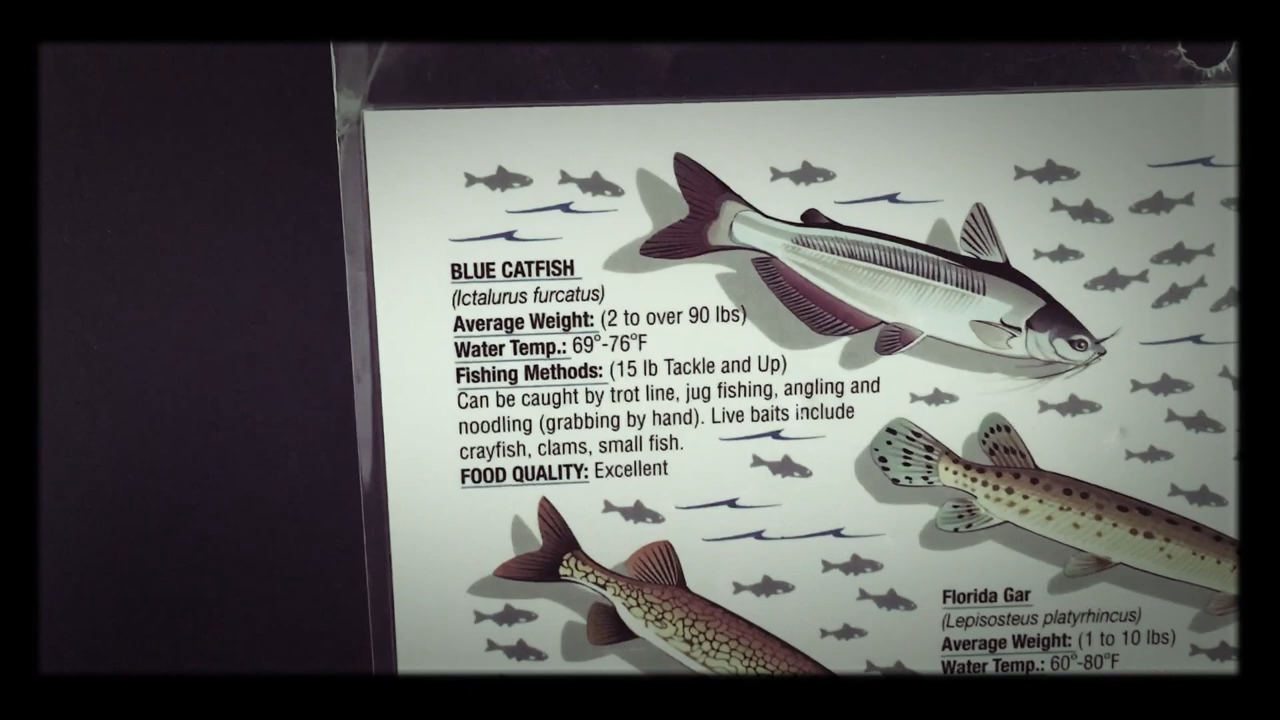 BLUE CATFISH
(Ictalurus furcatus)
Average Weight: (2 to over 90 lbs)
Water Temp.: 69°-76°F
Fishing Methods: (15 lb Tackle and Up)
Can be caught by trot line, jug fishing, angling and
noodling (grabbing by hand). Live baits include
crayfish, clams, small fish.
FOOD QUALITY: Excellent
Florida Gar
(Lepisosteus platyrhincus)
Average Weight: (1 to 10 lbs)
Water Temp.: 60°-80°F